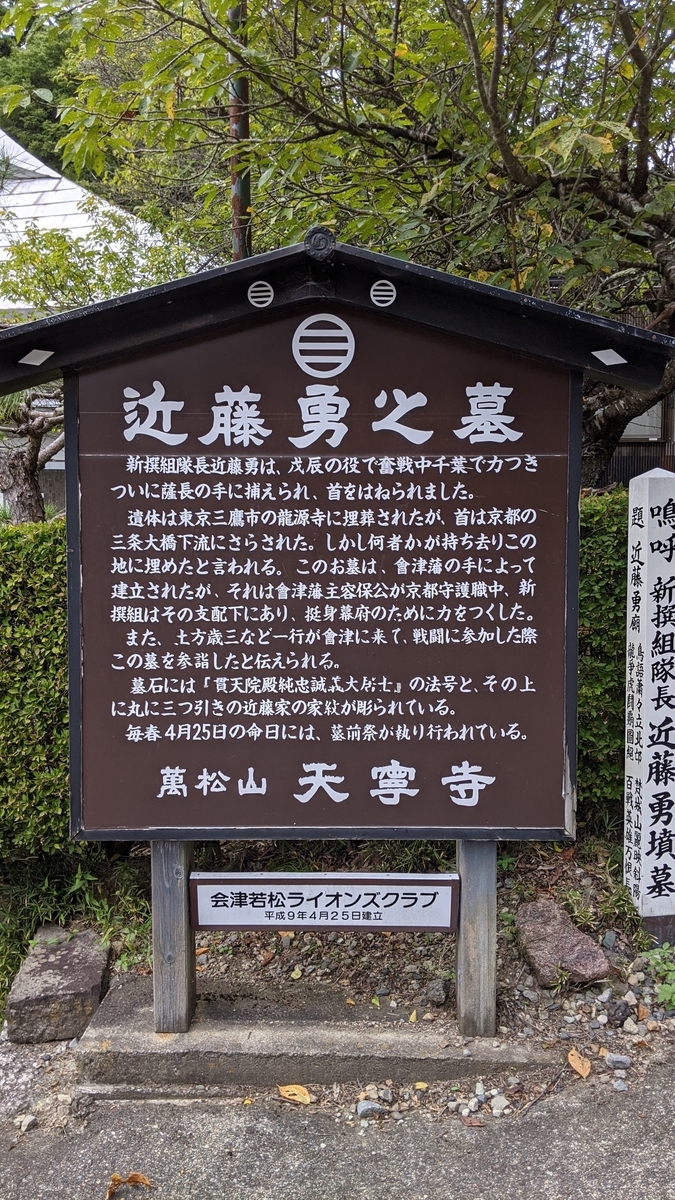 近藤勇之墓
新撰組隊長近藤勇は、戊辰の役で奮戦中千葉で力つき
ついに薩長の手に捕えられ、首をはねられました。
遺体は東京三鷹市の龍源寺に埋葬されたが、首は京都の
三条大橋下流にさらされた。しかし何者かが持ち去りこの
地に埋めたと言われる。このお墓は、會津藩の手によって
建立されたが、それは會津藩主容保公が京都守護職中、新
撰組はその支配下にあり、挺身幕府のために力をつくした。
また、土方歳三など一行が會津に来て、戦闘に参加した際
この墓を参詣したと伝えられる。
墓石には『貫天院殿純忠誠義大居士』の法号と、その上
に丸に三つ引きの近藤家の家紋が彫られている。
毎春4月25日の命日には、墓前祭が執り行われている。
萬松山 天寧寺
会津若松ライオンズクラブ
平成9年4月25日建立
嗚呼 新撰組隊長 近藤勇墳墓
題 近藤勇廟